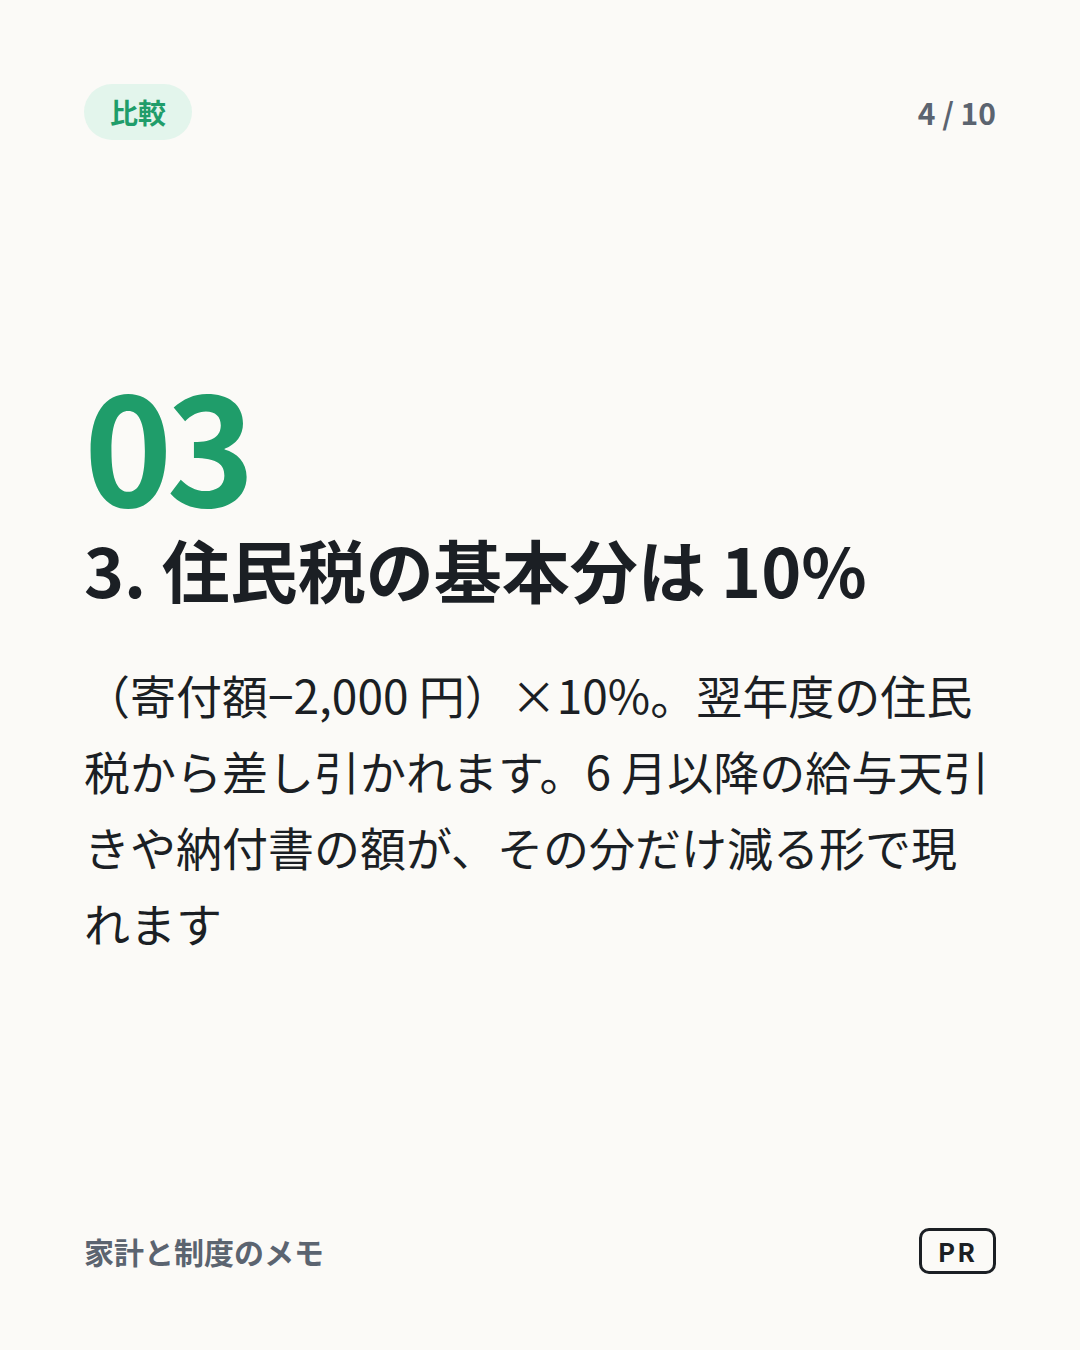 比較
4 / 10
03
3. 住民税の基本分は 10%
（寄付額−2,000 円）×10%。翌年度の住民
税から差し引かれます。6 月以降の給与天引
きや納付書の額が、その分だけ減る形で現
れます
家計と制度のメモ
PR